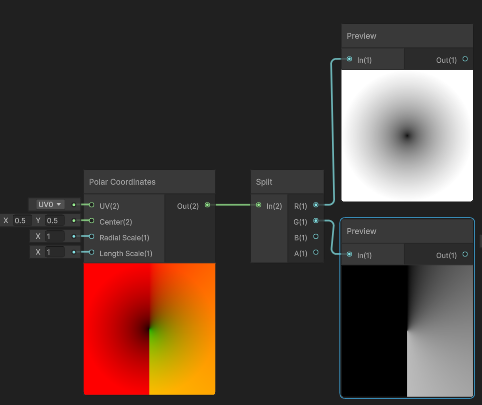 Preview
In(1) Out(1)
Polar Coordinates
UV0 UV(2) Out(2)
X 0.5 Y 0.5 Center(2)
X 1 Radial Scale(1)
X 1 Length Scale(1)
Split
In(2) R(1)
G(1)
B(1)
A(1)
Preview
In(1) Out(1)